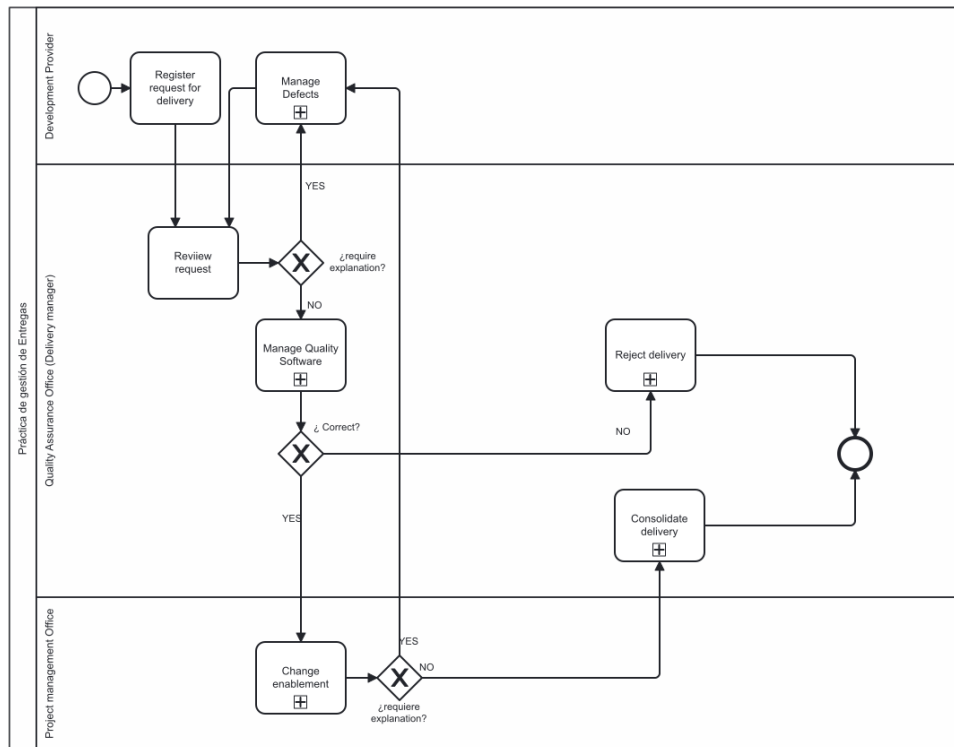 Práctica de gestión de Entregas
Development Provider
Register
request for
delivery
Manage
Defects
YES
Quality Assurance Office (Delivery manager)
Reviiew
request
¿require
explanation?
NO
Manage Quality
Software
Reject delivery
¿ Correct?
NO
YES
Consolidate
delivery
Project management Office
Change
enablement
YES
NO
¿requiere
explanation?